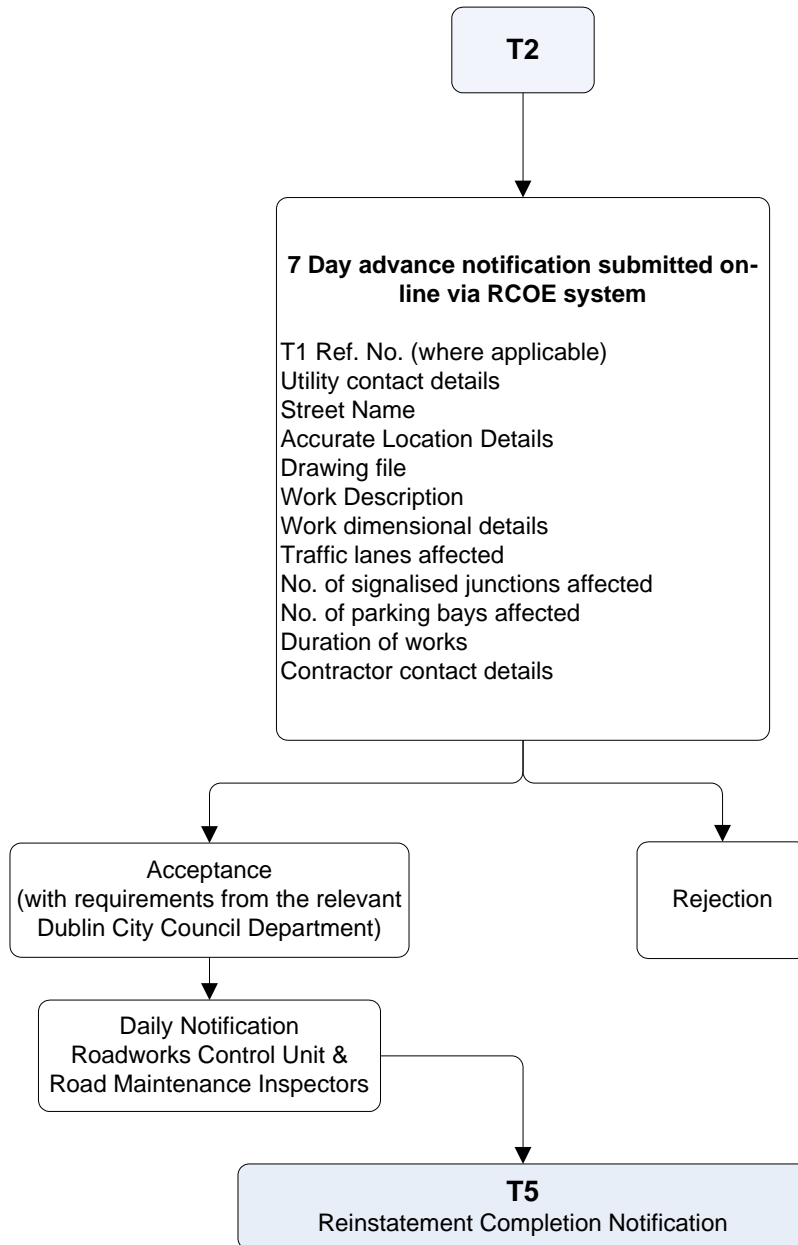 T2
7 Day advance notification submitted on-
line via RCOE system
T1 Ref. No. (where applicable)
Utility contact details
Street Name
Accurate Location Details
Drawing file
Work Description
Work dimensional details
Traffic lanes affected
No. of signalised junctions affected
No. of parking bays affected
Duration of works
Contractor contact details
Acceptance
(with requirements from the relevant
Dublin City Council Department)
Rejection
Daily Notification
Roadworks Control Unit &
Road Maintenance Inspectors
T5
Reinstatement Completion Notification